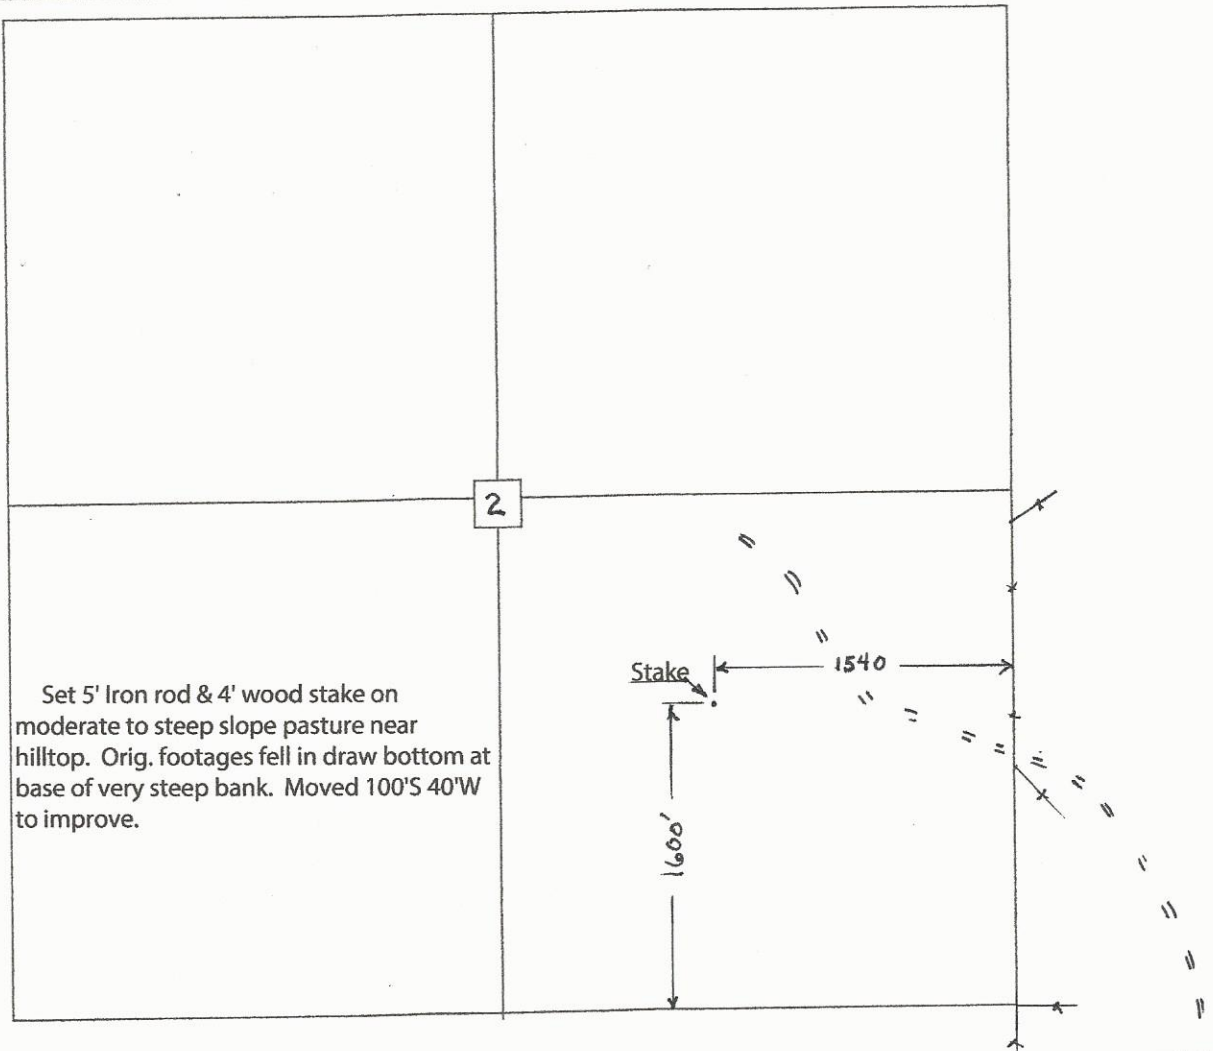 2
Stake
1540
1600'
Set 5' Iron rod & 4' wood stake on
moderate to steep slope pasture near
hilltop. Orig. footages fell in draw bottom at
base of very steep bank. Moved 100'S 40'W
to improve.